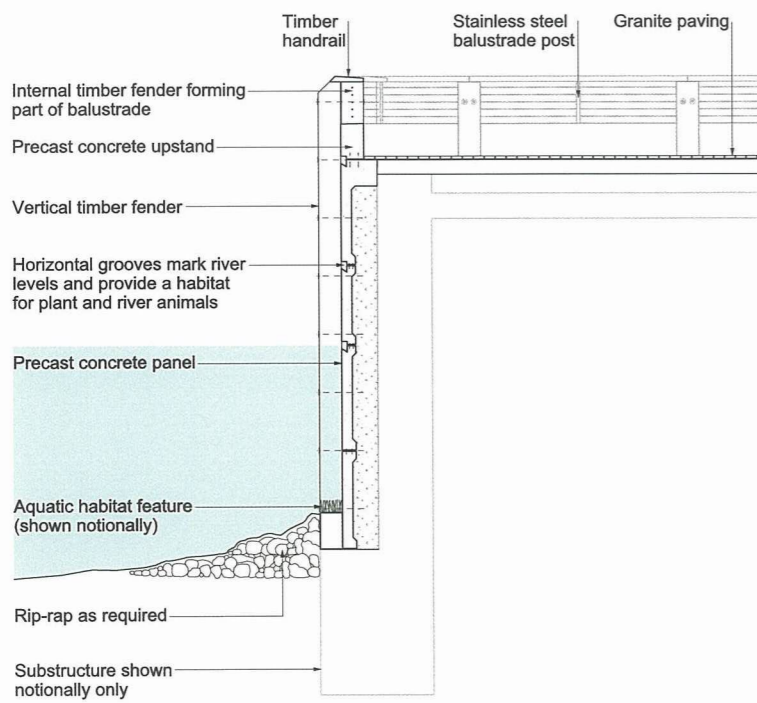 Timber
handrail
Stainless steel
balustrade post
Granite paving
Internal timber fender forming
part of balustrade
Precast concrete upstand
Vertical timber fender
Horizontal grooves mark river
levels and provide a habitat
for plant and river animals
Precast concrete panel
Aquatic habitat feature
(shown notionally)
Rip-rap as required
Substructure shown
notionally only